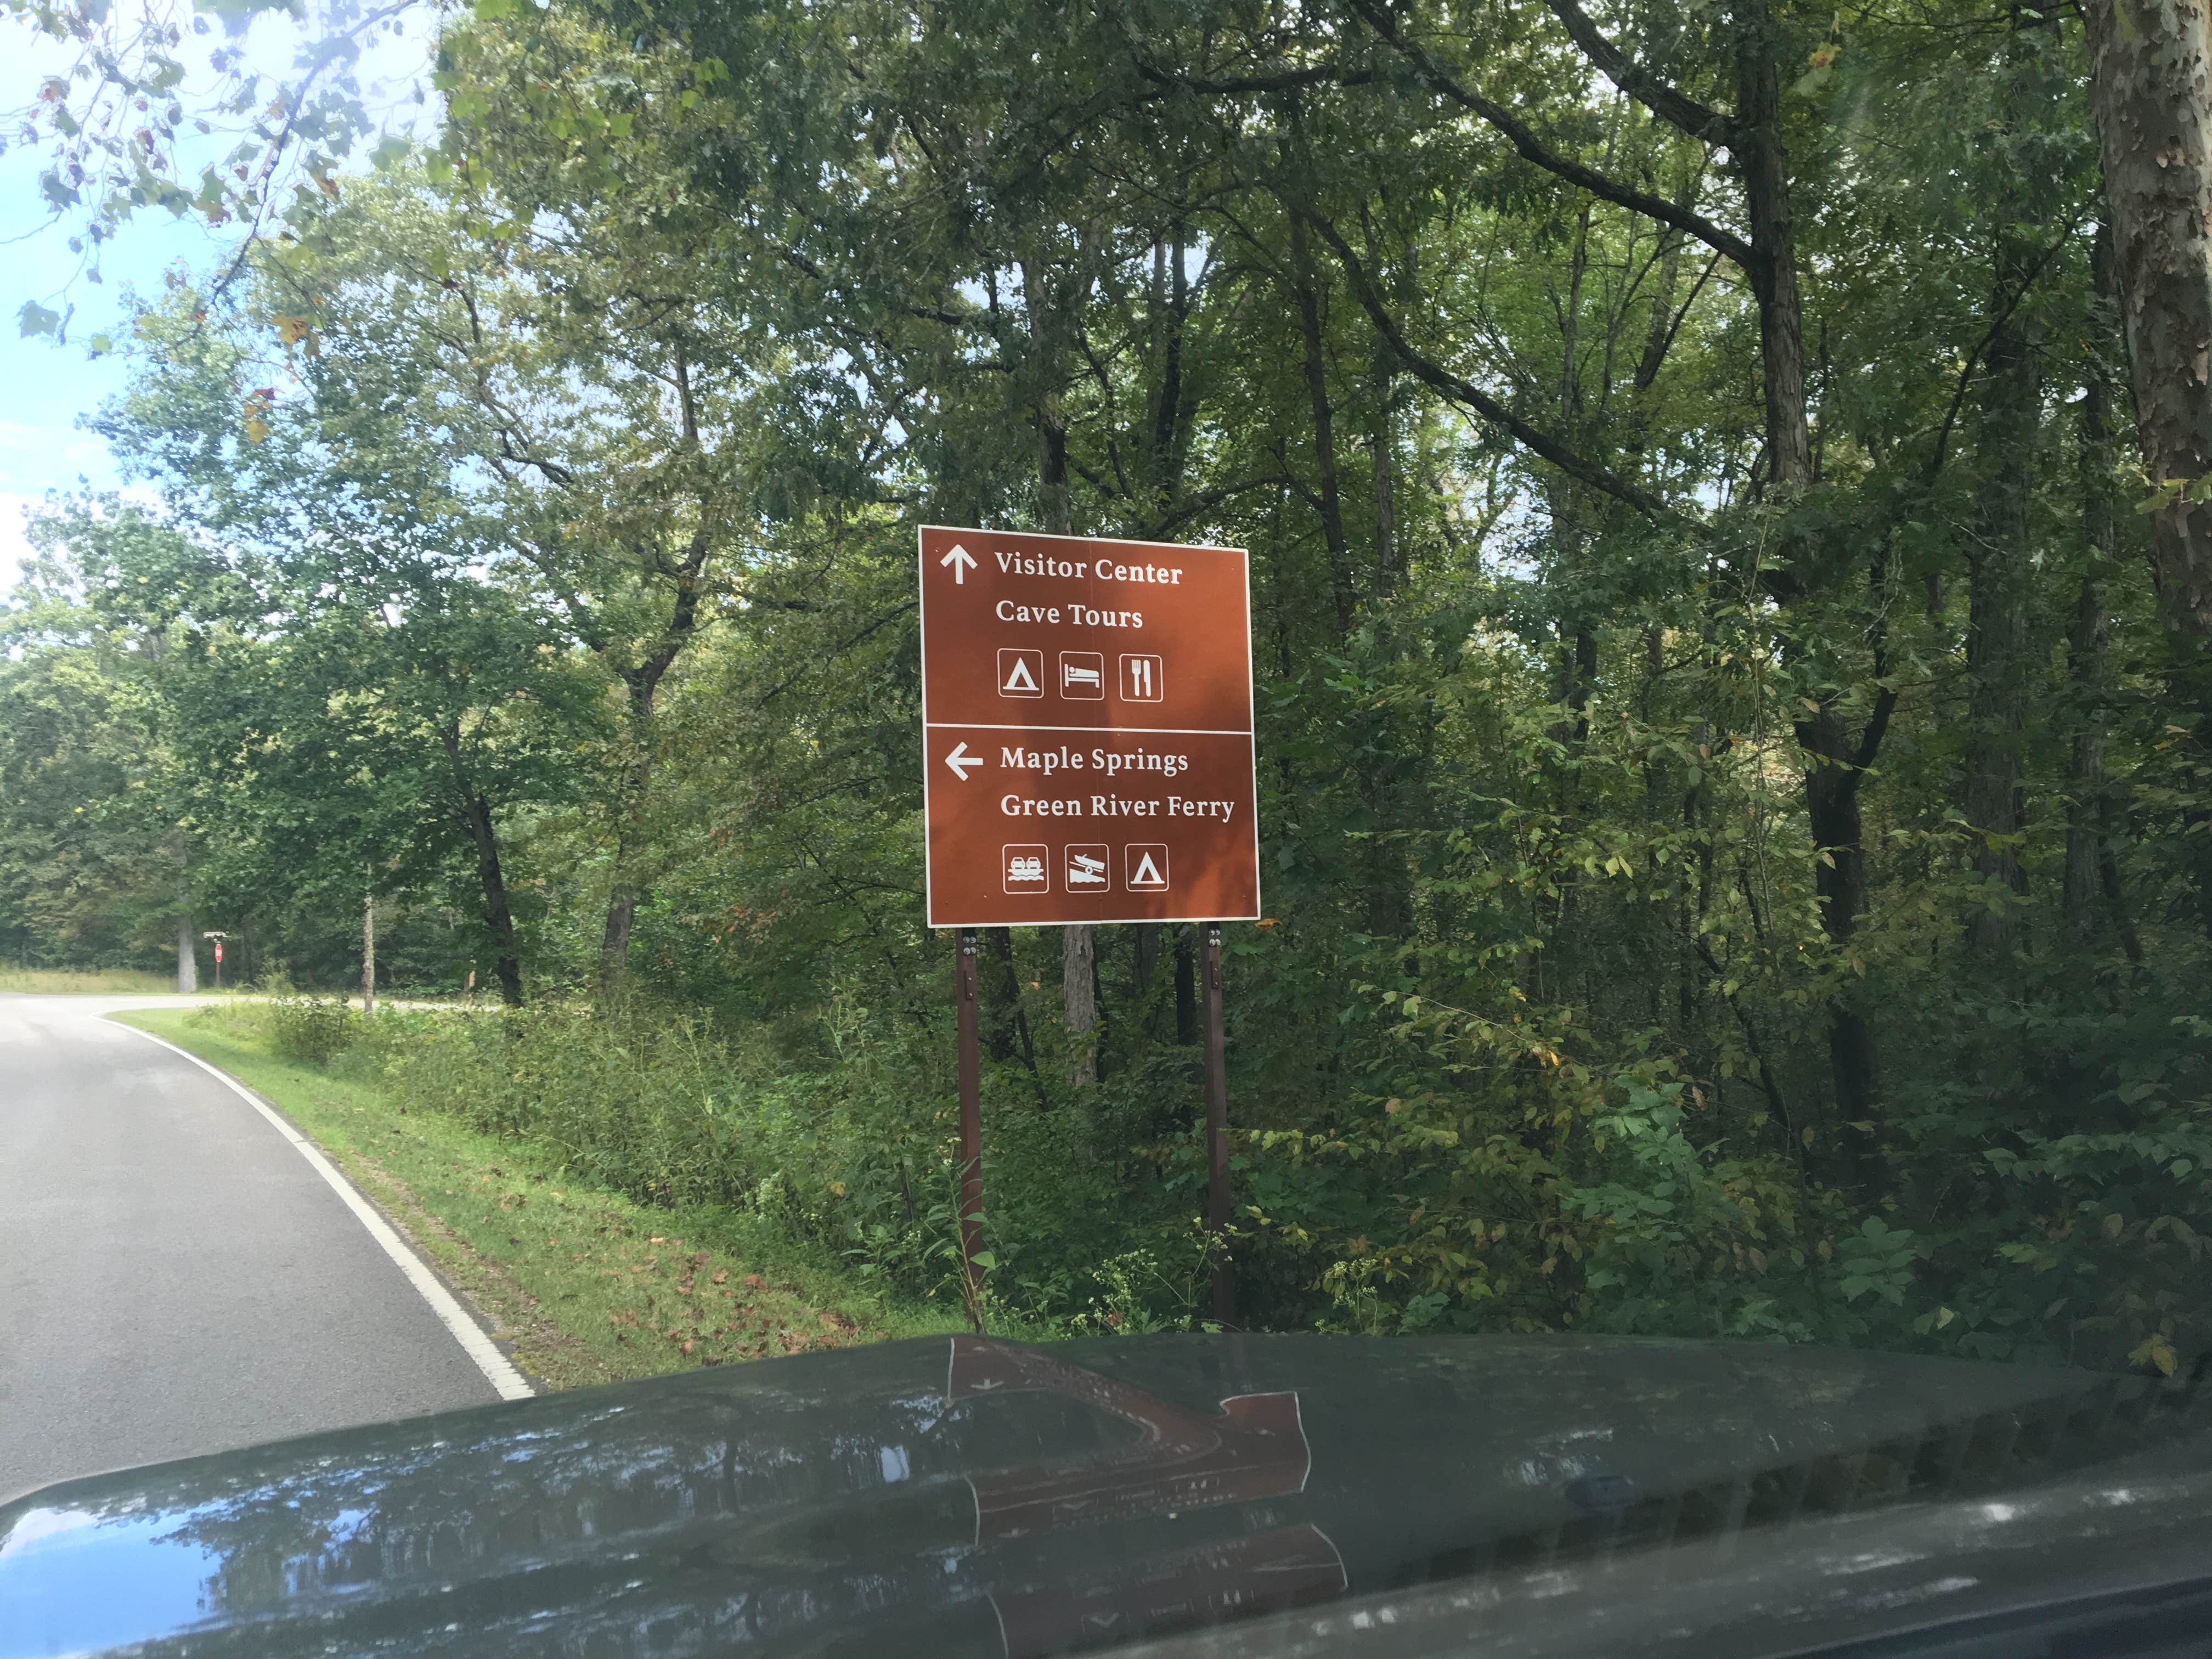 Visitor Center
Cave Tours
Maple Springs
Green River Ferry